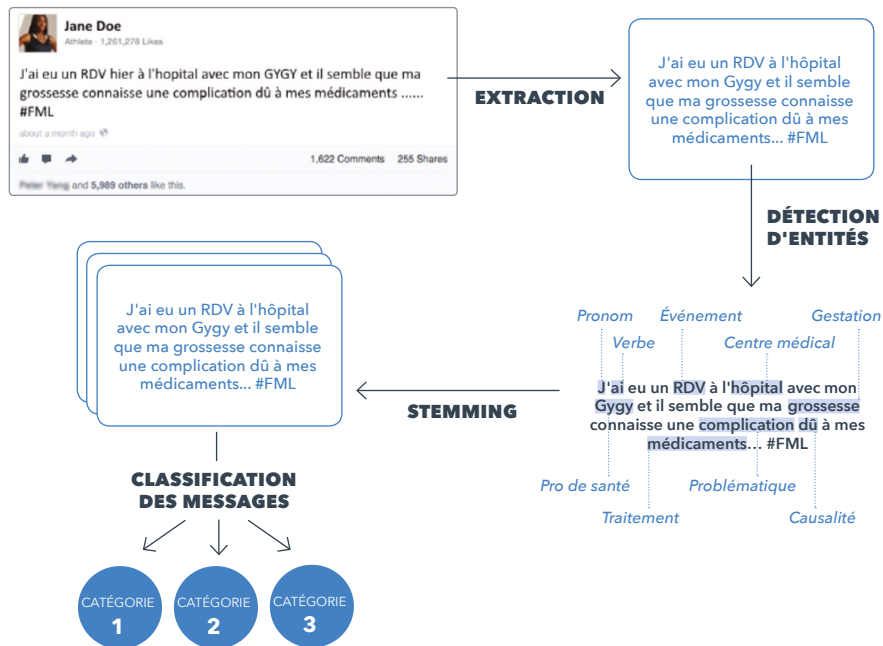 Jane Doe
Athlete · 1,261,278 Likes
J'ai eu un RDV hier à l'hopital avec mon GYGY et il semble que ma
grossesse connaisse une complication dû à mes médicaments ......
#FML
about a month ago
1,622 Comments 255 Shares
and 5,989 others like this.
EXTRACTION
J'ai eu un RDV à l'hôpital
avec mon Gygy et il semble
que ma grossesse connaisse
une complication dû à mes
médicaments... #FML
DÉTECTION
D'ENTITÉS
Pronom Événement Gestation
Verbe Centre médical
J'ai eu un RDV à l'hôpital avec mon
Gygy et il semble que ma grossesse
connaisse une complication dû à mes
médicaments... #FML
Pro de santé Problématique
Traitement Causalité
STEMMING
J'ai eu un RDV à l'hôpital
avec mon Gygy et il semble
que ma grossesse connaisse
une complication dû à mes
médicaments... #FML
CLASSIFICATION
DES MESSAGES
CATÉGORIE
1
CATÉGORIE
2
CATÉGORIE
3